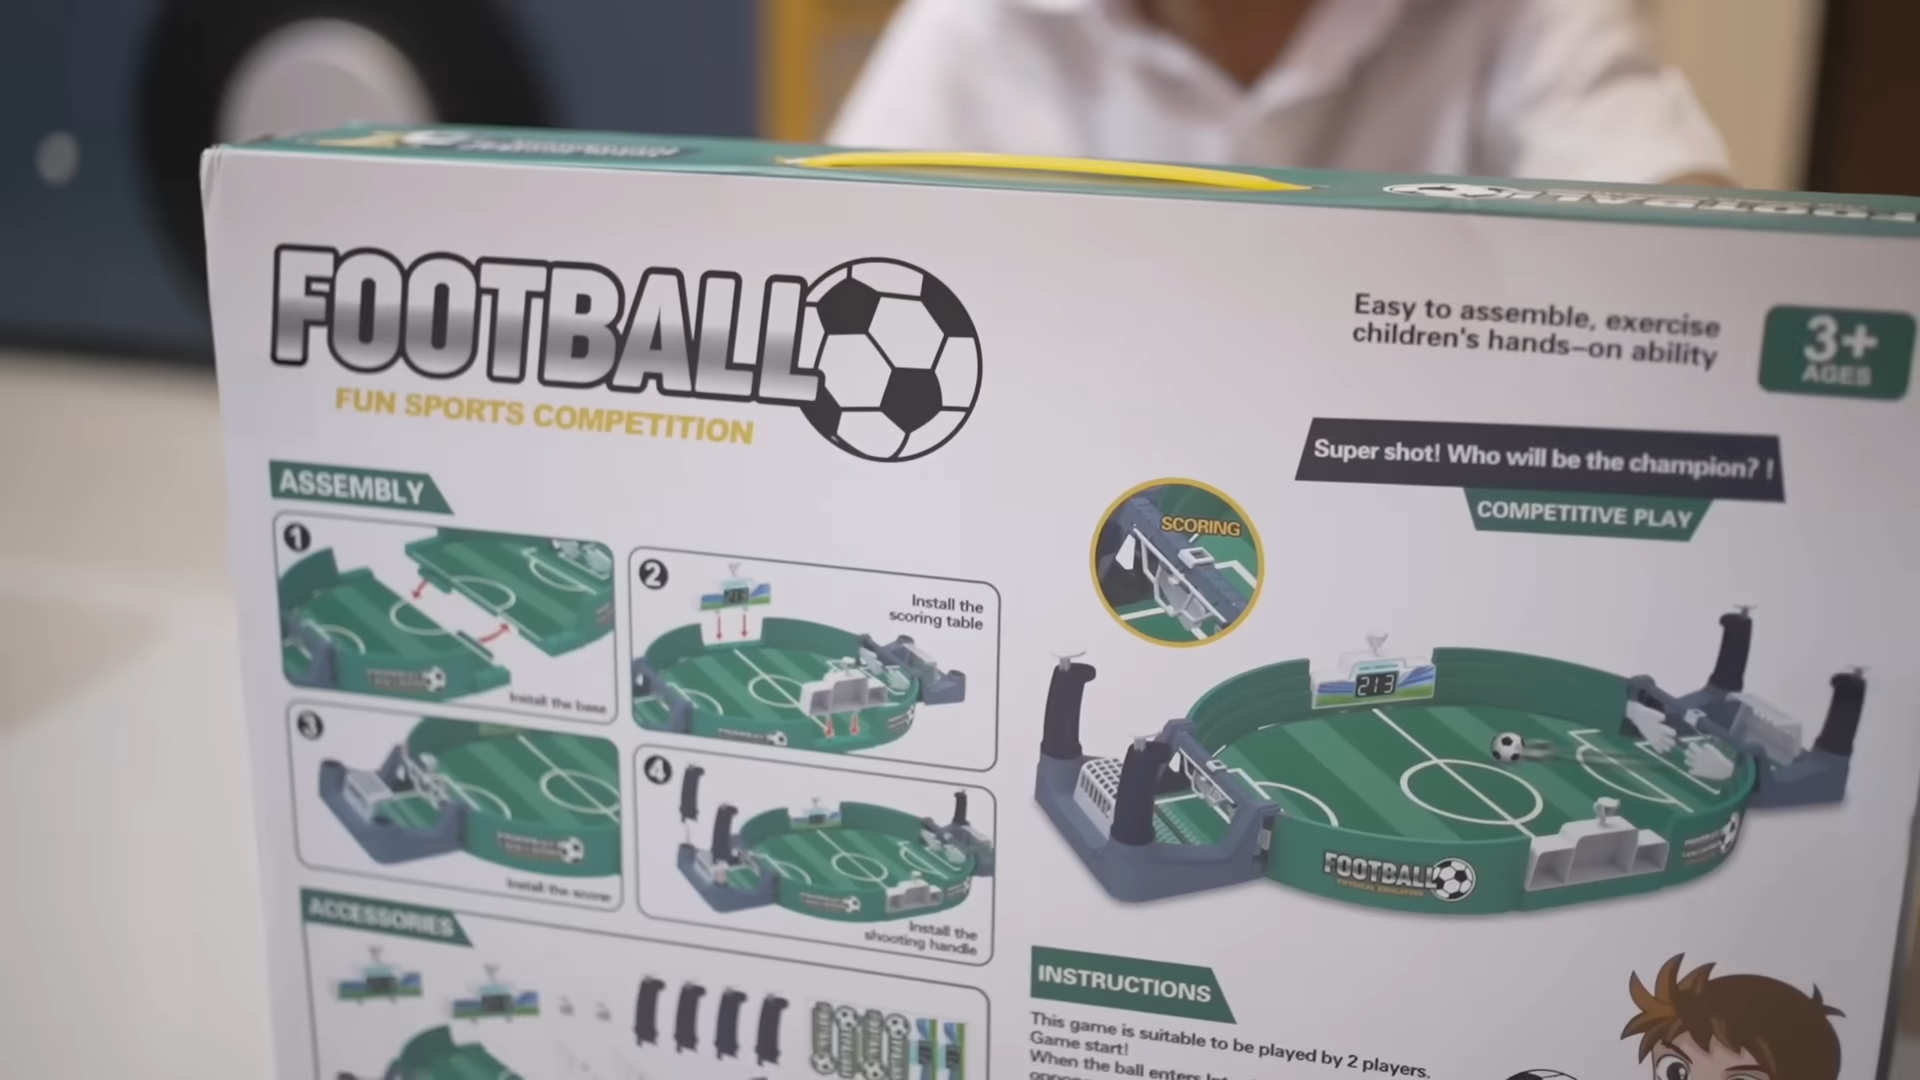 FOOTBALL
FUN SPORTS COMPETITION
Easy to assemble, exercise
children's hands-on ability
3+
AGES
Super shot! Who will be the champion? !
COMPETITIVE PLAY
ASSEMBLY
1
Install the base
2
213
Install the
scoring table
3
Install the
4
Install the
shooting handle
SCORING
213
FOOTBALL
PHYSICAL EDUCATION
ACCESSORIES
INSTRUCTIONS
This game is suitable to be played by 2 players.
Game start!
When the ball enters